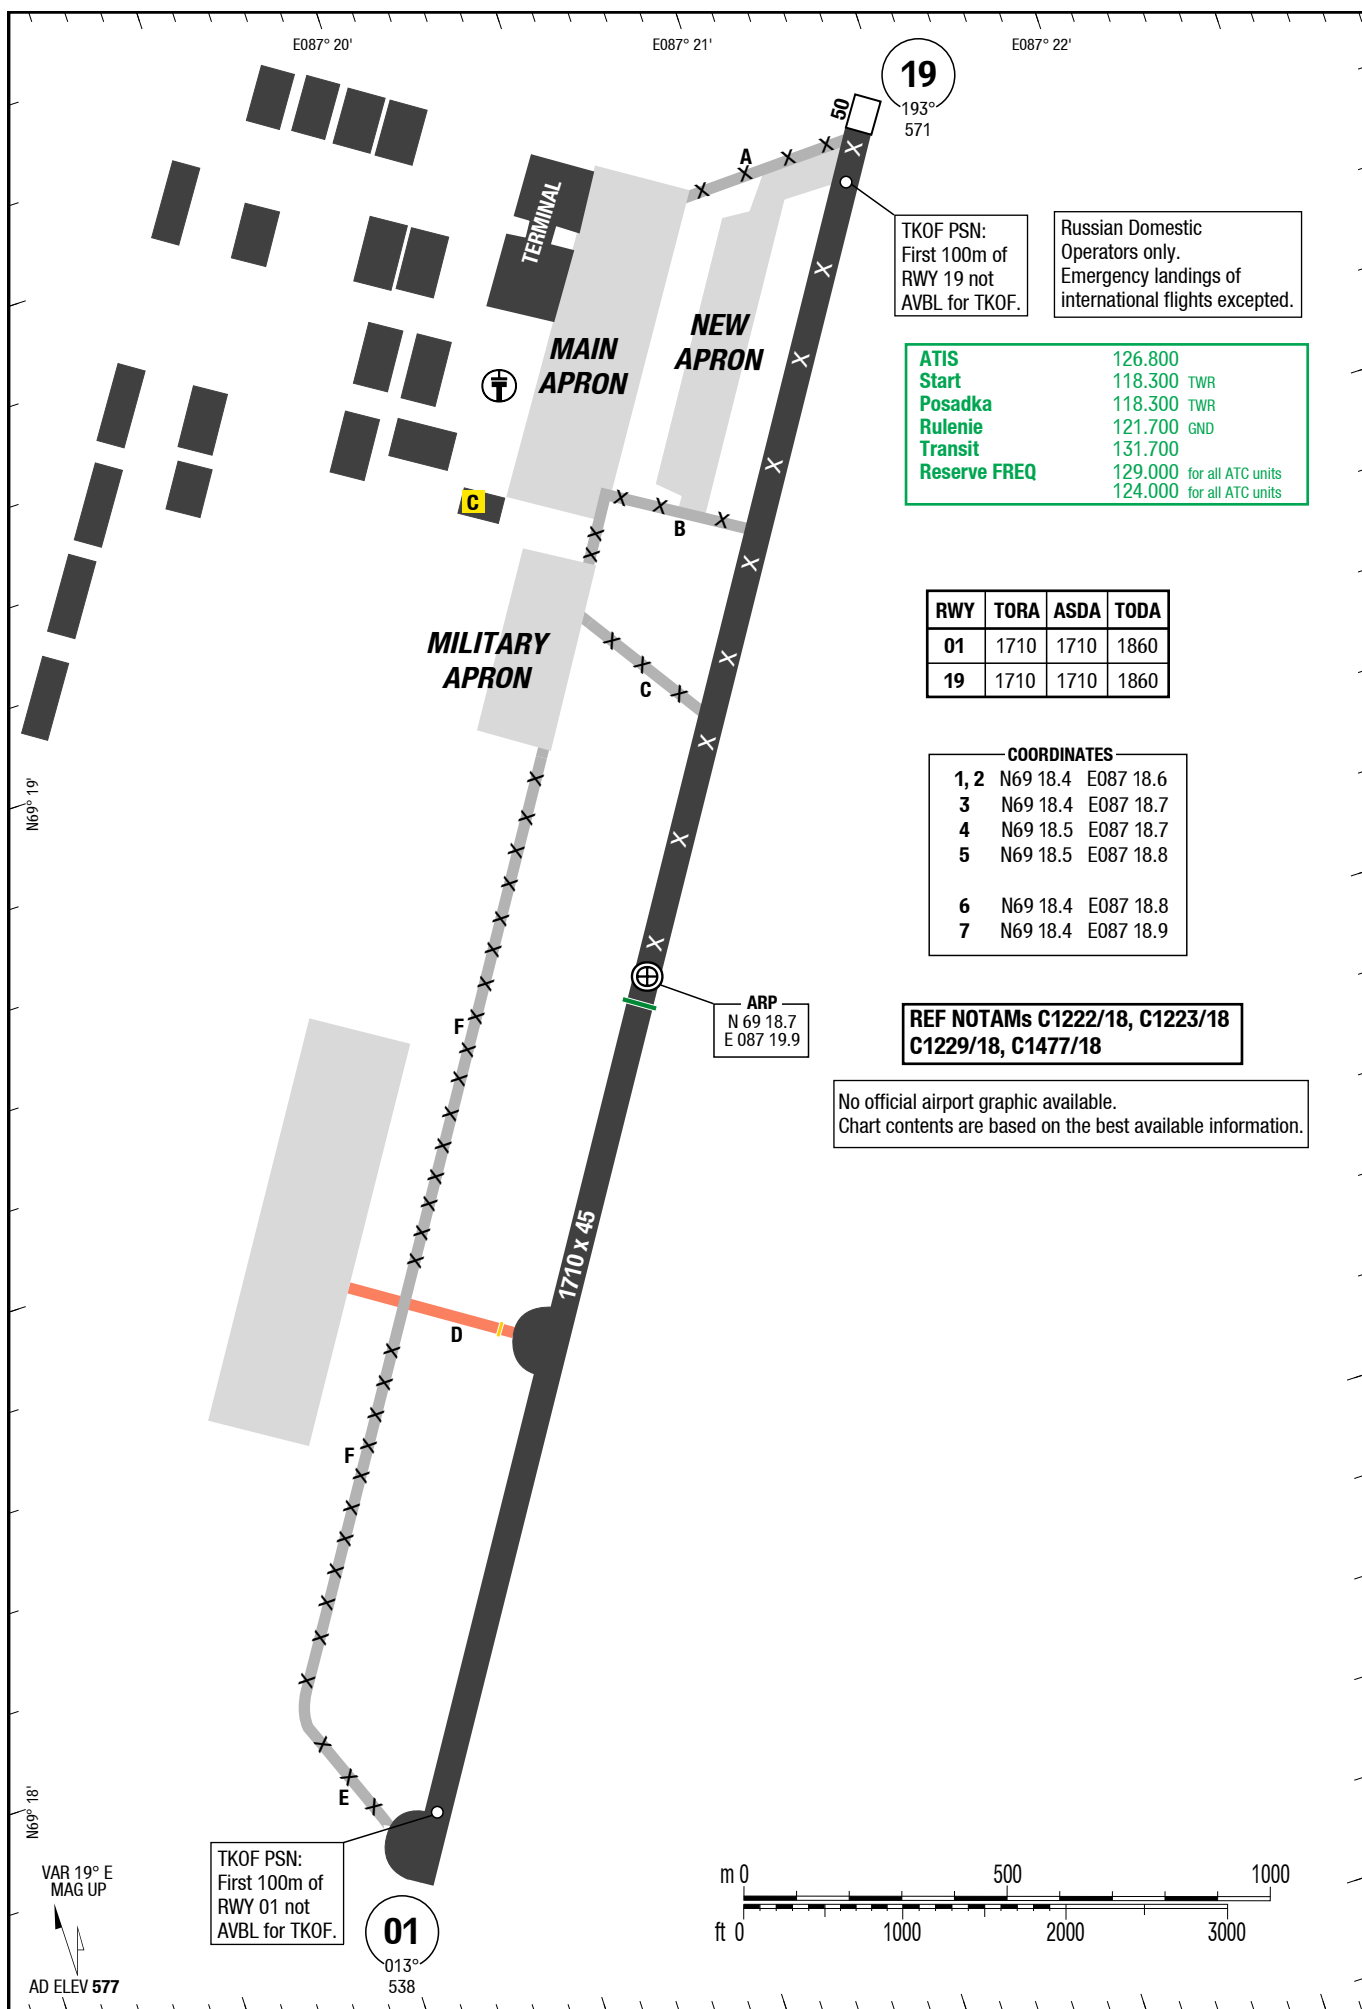 E087° 20'
E087° 21'
E087° 22'
19
193°
571
50
A
TERMINAL
TKOF PSN:
First 100m of
RWY 19 not
AVBL for TKOF.
Russian Domestic
Operators only.
Emergency landings of
international flights excepted.
MAIN
APRON
NEW
APRON
ATIS 126.800
Start 118.300 TWR
Posadka 118.300 TWR
Rulenie 121.700 GND
Transit 131.700
Reserve FREQ 129.000 for all ATC units
124.000 for all ATC units
C
B
MILITARY
APRON
C
RWY TORA ASDA TODA
01 1710 1710 1860
19 1710 1710 1860
COORDINATES
1, 2 N69 18.4 E087 18.6
3 N69 18.4 E087 18.7
4 N69 18.5 E087 18.7
5 N69 18.5 E087 18.8
6 N69 18.4 E087 18.8
7 N69 18.4 E087 18.9
N69° 19'
ARP
N 69 18.7
E 087 19.9
F
REF NOTAMs C1222/18, C1223/18
C1229/18, C1477/18
No official airport graphic available.
Chart contents are based on the best available information.
1710 x 45
D
F
E
N69° 18'
TKOF PSN:
First 100m of
RWY 01 not
AVBL for TKOF.
01
013°
538
VAR 19° E
MAG UP
AD ELEV 577
m 0 500 1000
ft 0 1000 2000 3000